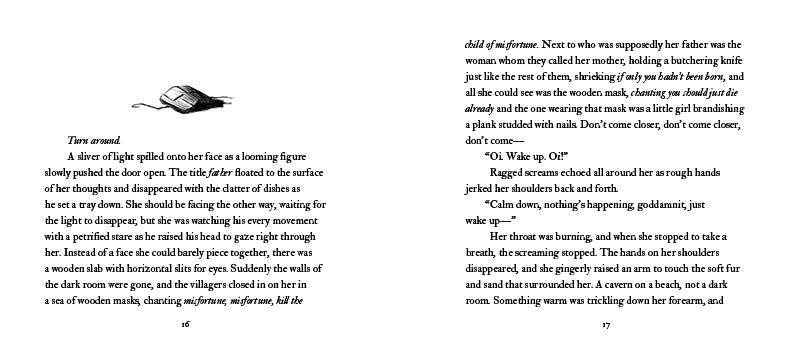 Turn around.
A sliver of light spilled onto her face as a looming figure
slowly pushed the door open. The title father floated to the surface
of her thoughts and disappeared with the clatter of dishes as
he set a tray down. She should be facing the other way, waiting for
the light to disappear, but she was watching his every movement
with a petrified stare as he raised his head to gaze right through
her. Instead of a face she could barely piece together, there was
a wooden slab with horizontal slits for eyes. Suddenly the walls of
the dark room were gone, and the villagers closed in on her in
a sea of wooden masks, chanting misfortune, misfortune, kill the
16
child of misfortune. Next to who was supposedly her father was the
woman whom they called her mother, holding a butchering knife
just like the rest of them, shrieking if only you hadn't been born, and
all she could see was the wooden mask, chanting you should just die
already and the one wearing that mask was a little girl brandishing
a plank studded with nails. Don't come closer, don't come closer,
don't come—
"Oi. Wake up. Oi!"
Ragged screams echoed all around her as rough hands
jerked her shoulders back and forth.
"Calm down, nothing's happening, goddamnit, just
wake up—"
Her throat was burning, and when she stopped to take a
breath, the screaming stopped. The hands on her shoulders
disappeared, and she gingerly raised an arm to touch the soft fur
and sand that surrounded her. A cavern on a beach, not a dark
room. Something warm was trickling down her forearm, and
17